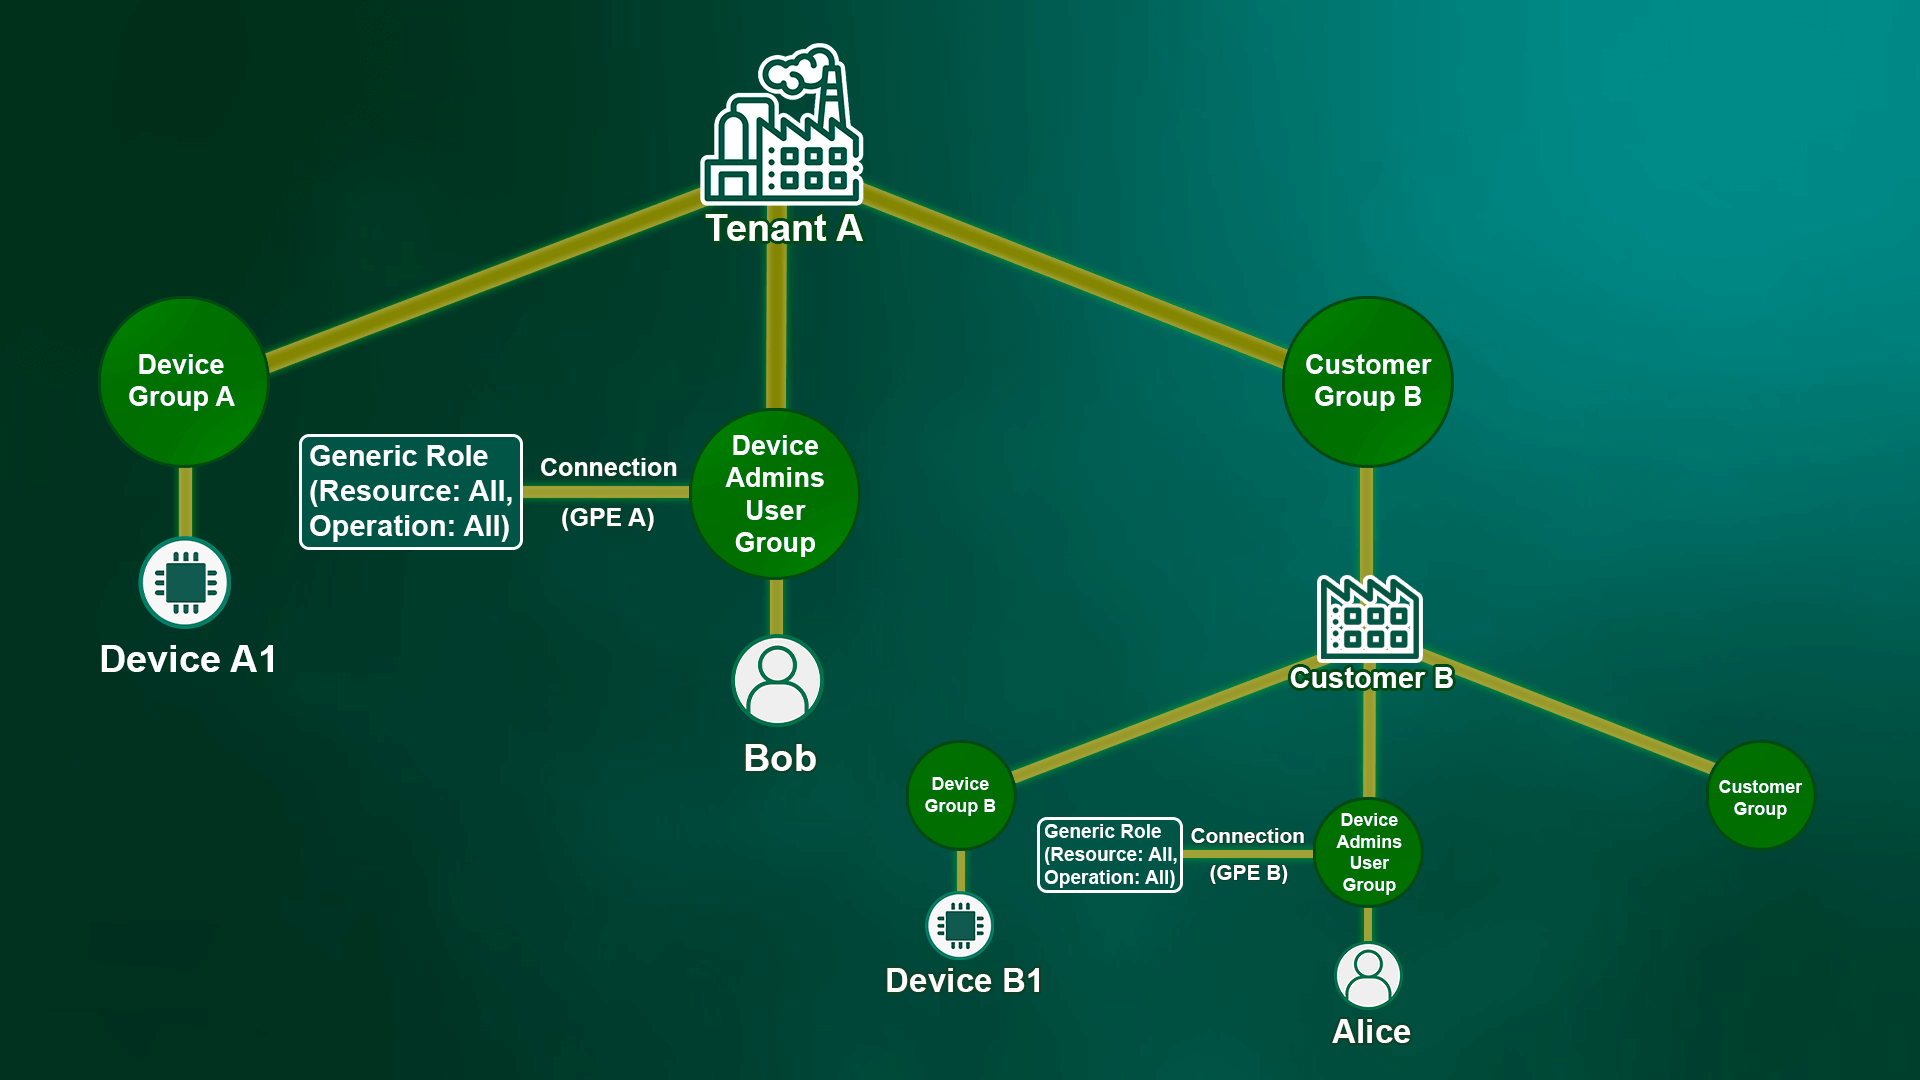 Tenant A
Device
Group A
Customer
Group B
Generic Role
(Resource: All,
Operation: All)
Connection
(GPE A)
Device
Admins
User
Group
Device A1
Bob
Customer B
Device
Group B
Generic Role
(Resource: All,
Operation: All)
Connection
(GPE B)
Device
Admins
User
Group
Customer
Group
Device B1
Alice